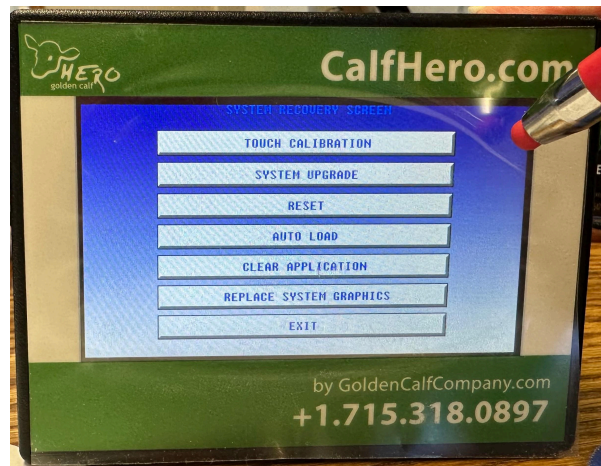 HERO
golden calf
CalfHero.com
SYSTEM RECOVERY SCREEN
TOUCH CALIBRATION
SYSTEM UPGRADE
RESET
AUTO LOAD
CLEAR APPLICATION
REPLACE SYSTEM GRAPHICS
EXIT
by GoldenCalfCompany.com
+1.715.318.0897